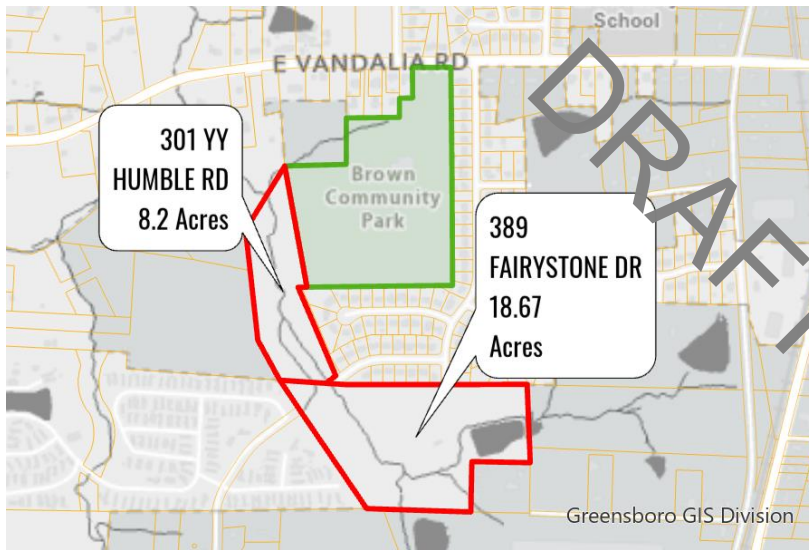 School
E VANDALIA RD
DRAFT
301 YY
HUMBLE RD
8.2 Acres
Brown
Community
Park
389
FAIRYSTONE DR
18.67
Acres
Greensboro GIS Division